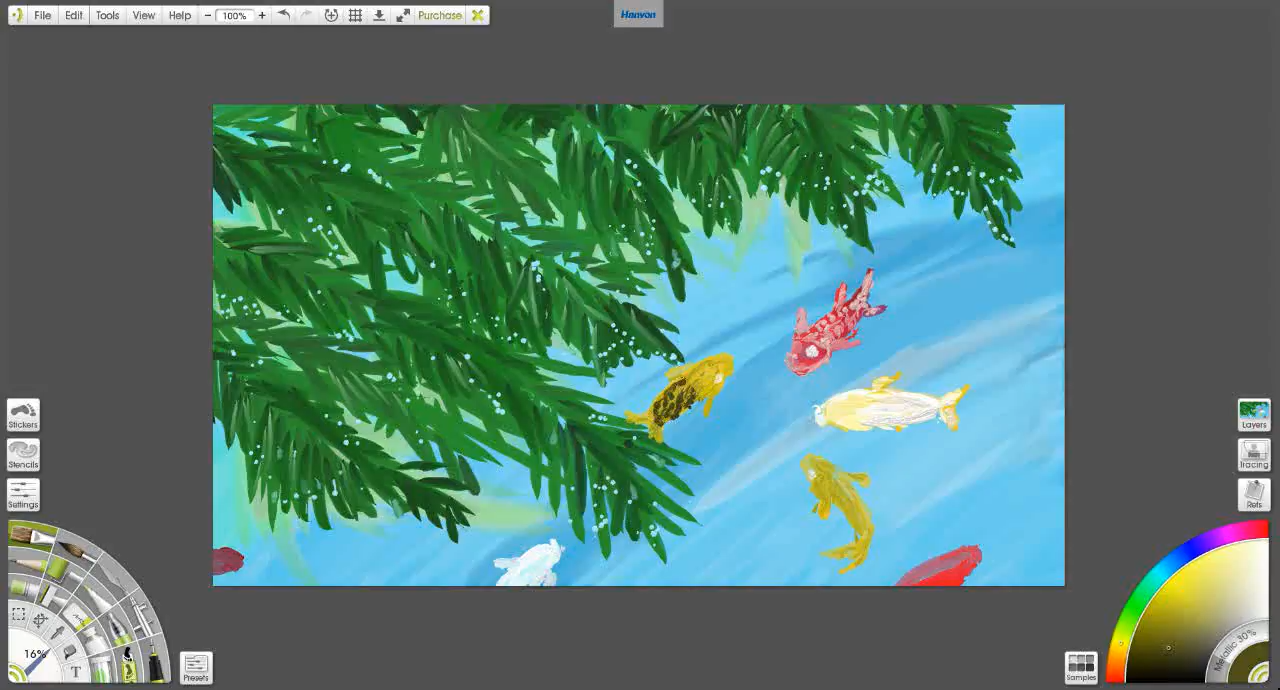 File Edit Tools View Help − 100% + Purchase
Hanvon
Stickers
Stencils
Settings
Layers
Tracing
Refs
16%
T
Presets
Metallic 30%
Samples